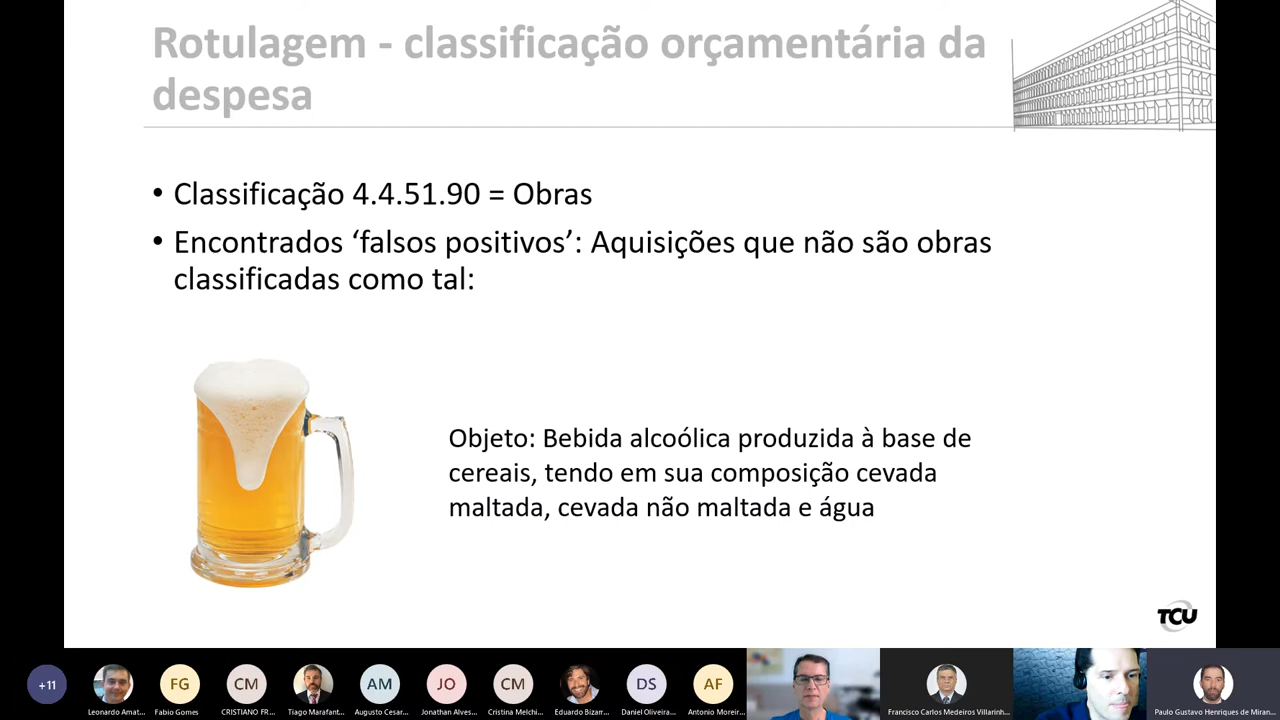 Rotulagem - classificação orçamentária da
despesa
• Classificação 4.4.51.90 = Obras
• Encontrados ‘falsos positivos’: Aquisições que não são obras
classificadas como tal:
Objeto: Bebida alcoólica produzida à base de
cereais, tendo em sua composição cevada
maltada, cevada não maltada e água
TCU
+11
FG
CM
AM
JO
CM
DS
AF
Leonardo Amat...
Fabio Gomes
CRISTIANO FR...
Tiago Marafant...
Augusto Cesar...
Jonathan Alves...
Cristina Melchi...
Eduardo Bizarr...
Daniel Oliveira...
Antonio Moreir...
Francisco Carlos Medeiros Villarinh...
Paulo Gustavo Henriques de Miran...